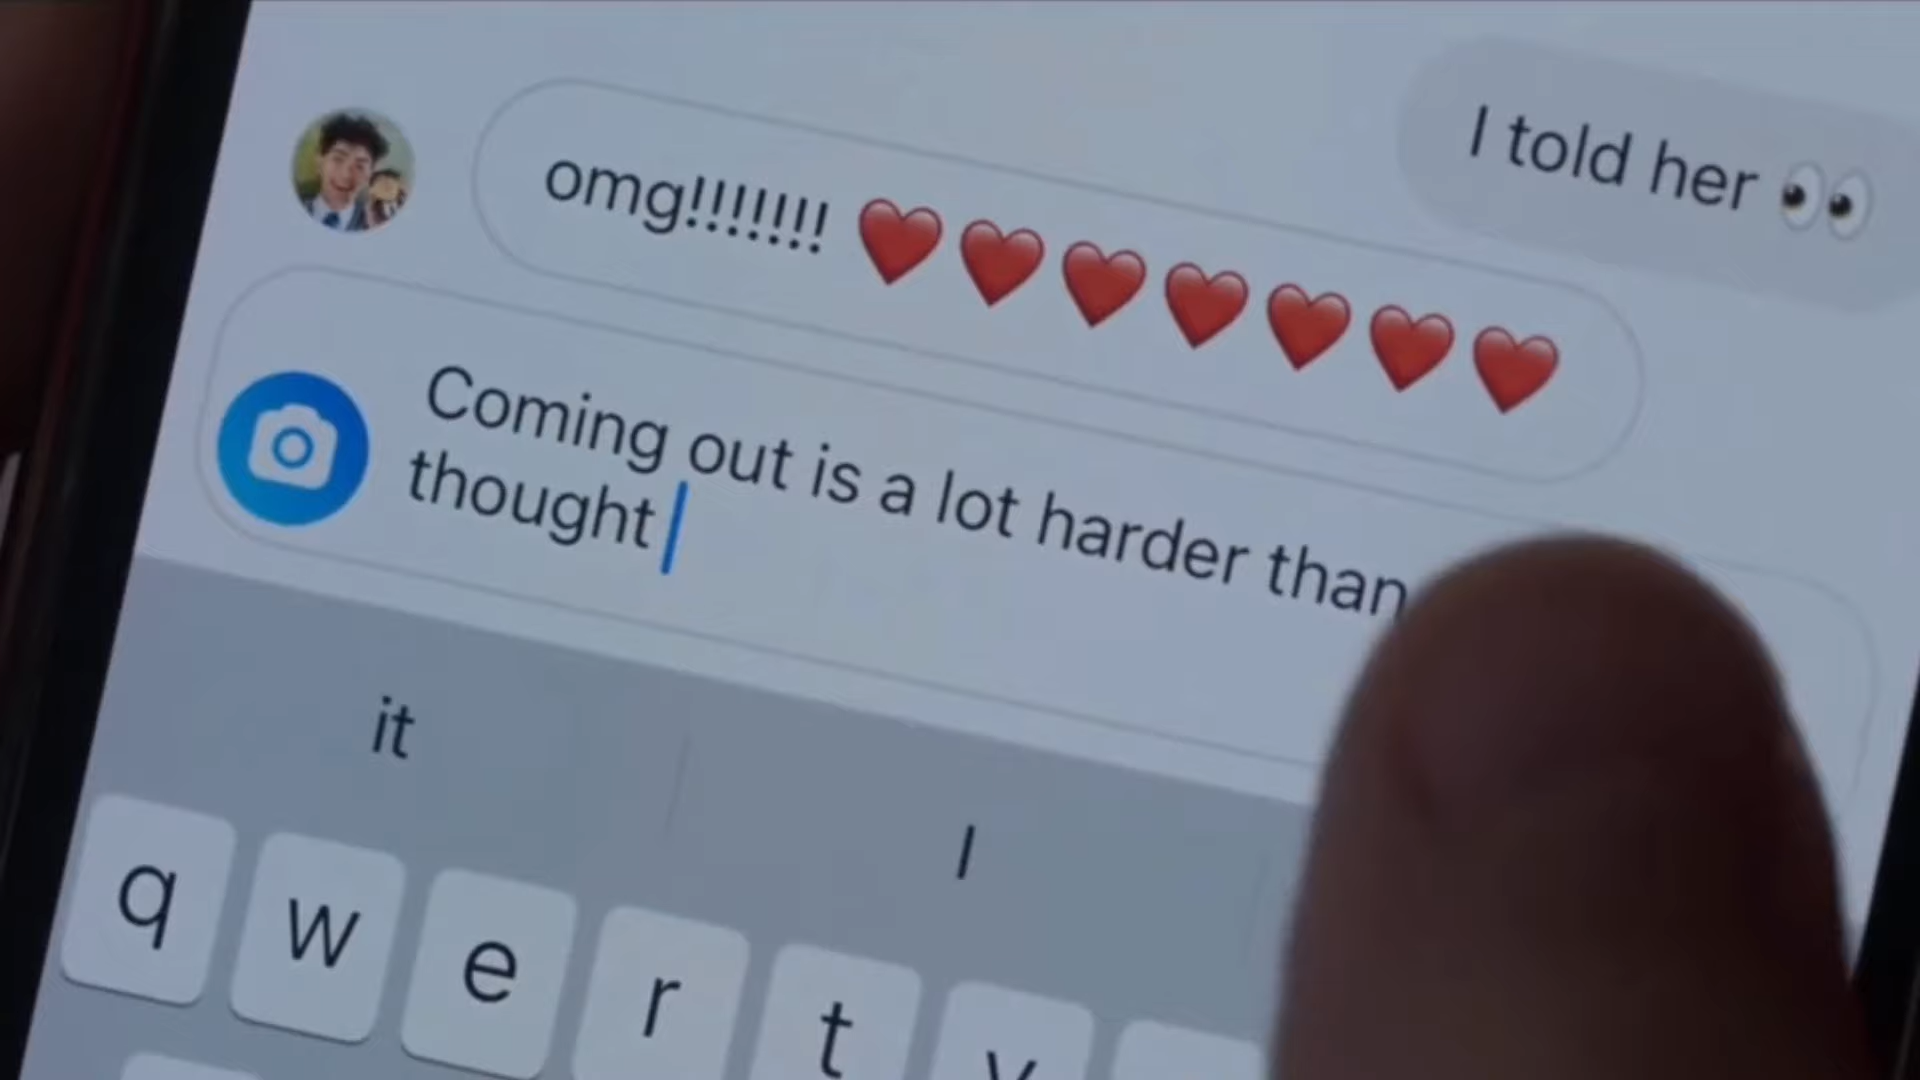 I told her 👀
omg!!!!!!! ❤️❤️❤️❤️❤️❤️❤️
Coming out is a lot harder than
thought
it
I
q w e r t